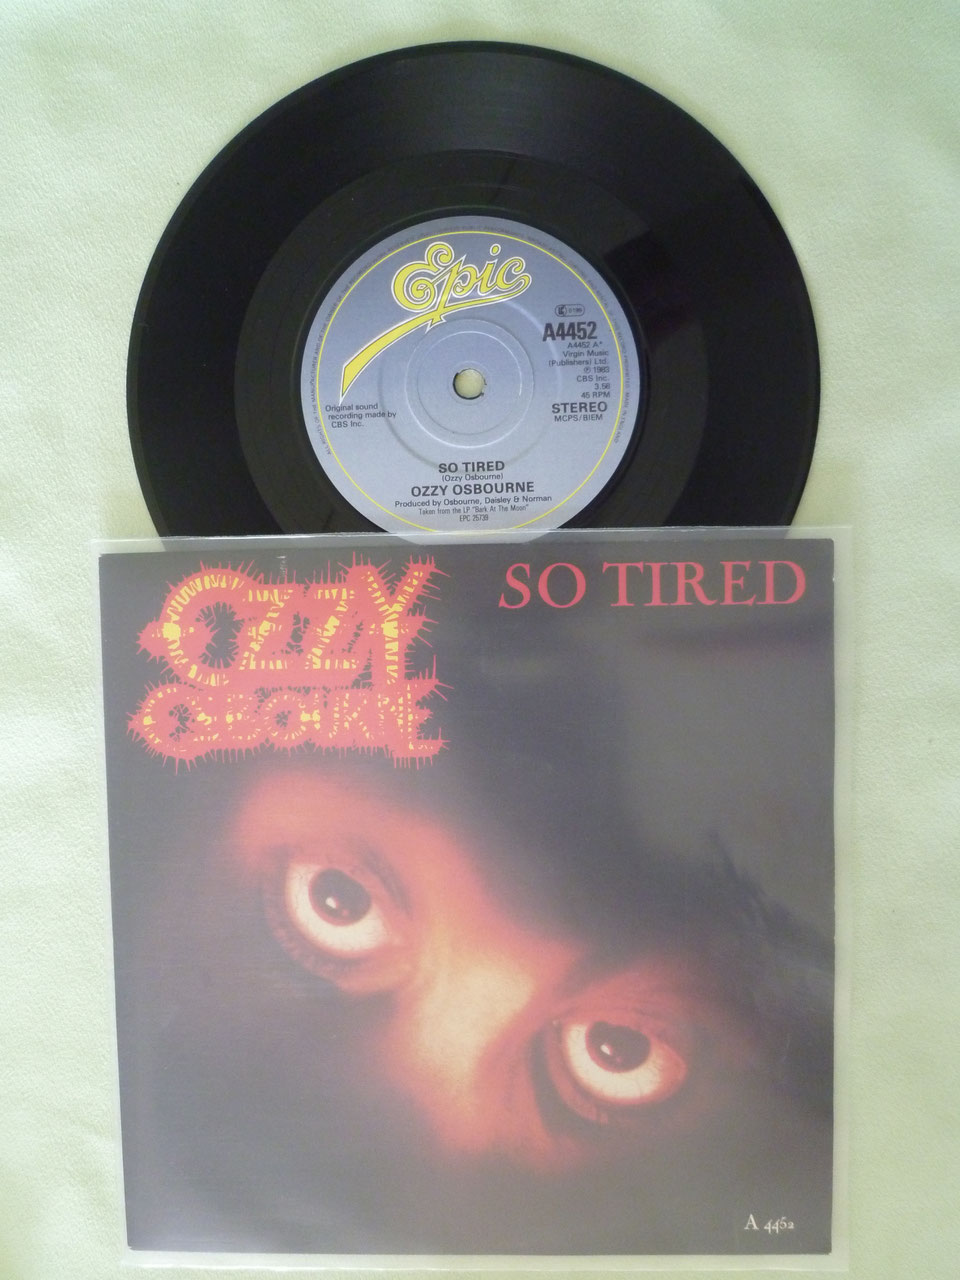 Epic
A4452
A4452 A*
Virgin Music
(Publishers) Ltd.
℗ 1983
CBS Inc.
3.56
45 RPM
STEREO
MCPS/BIEM
Original sound
recording made by
CBS Inc.
SO TIRED
(Ozzy Osbourne)
OZZY OSBOURNE
Produced by Osbourne, Daisley & Norman
Taken from the LP "Bark At The Moon"
EPC 25739
OZZY
OSBOURNE
SO TIRED
A 4452